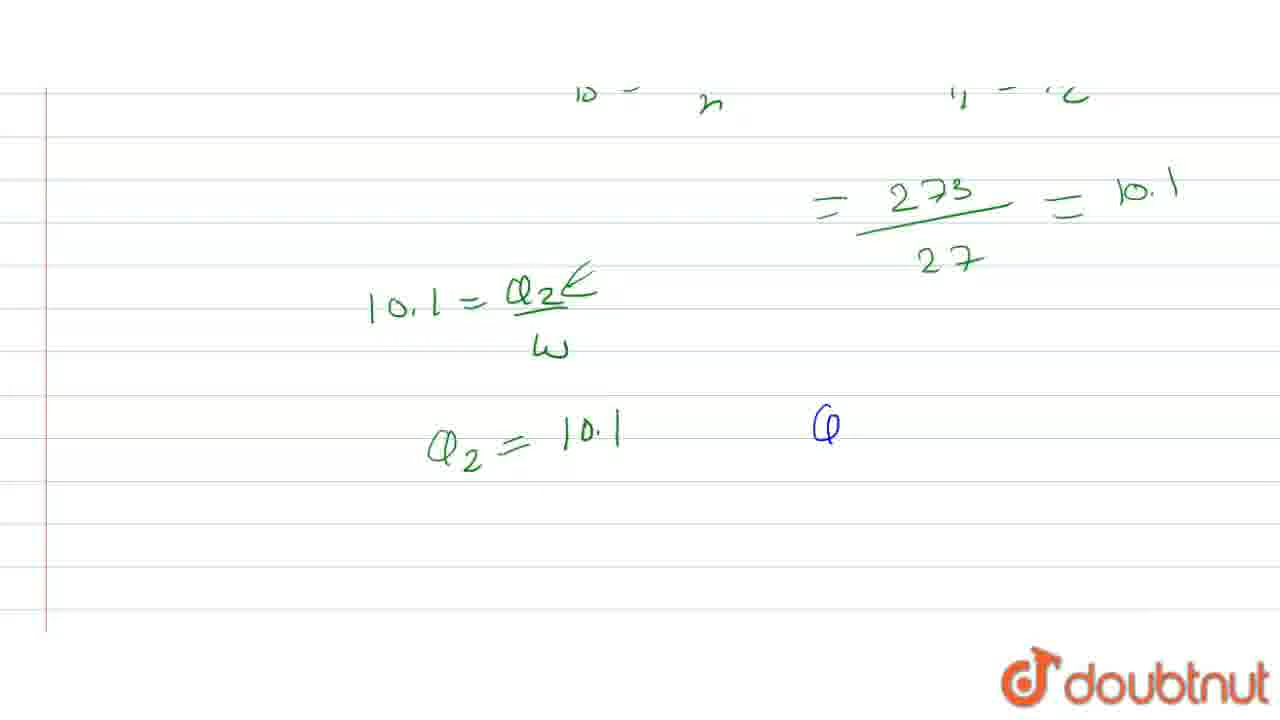 = 273/27 = 10.1
10.1 = Q2/W
Q2 = 10.1 Q
doubtnut